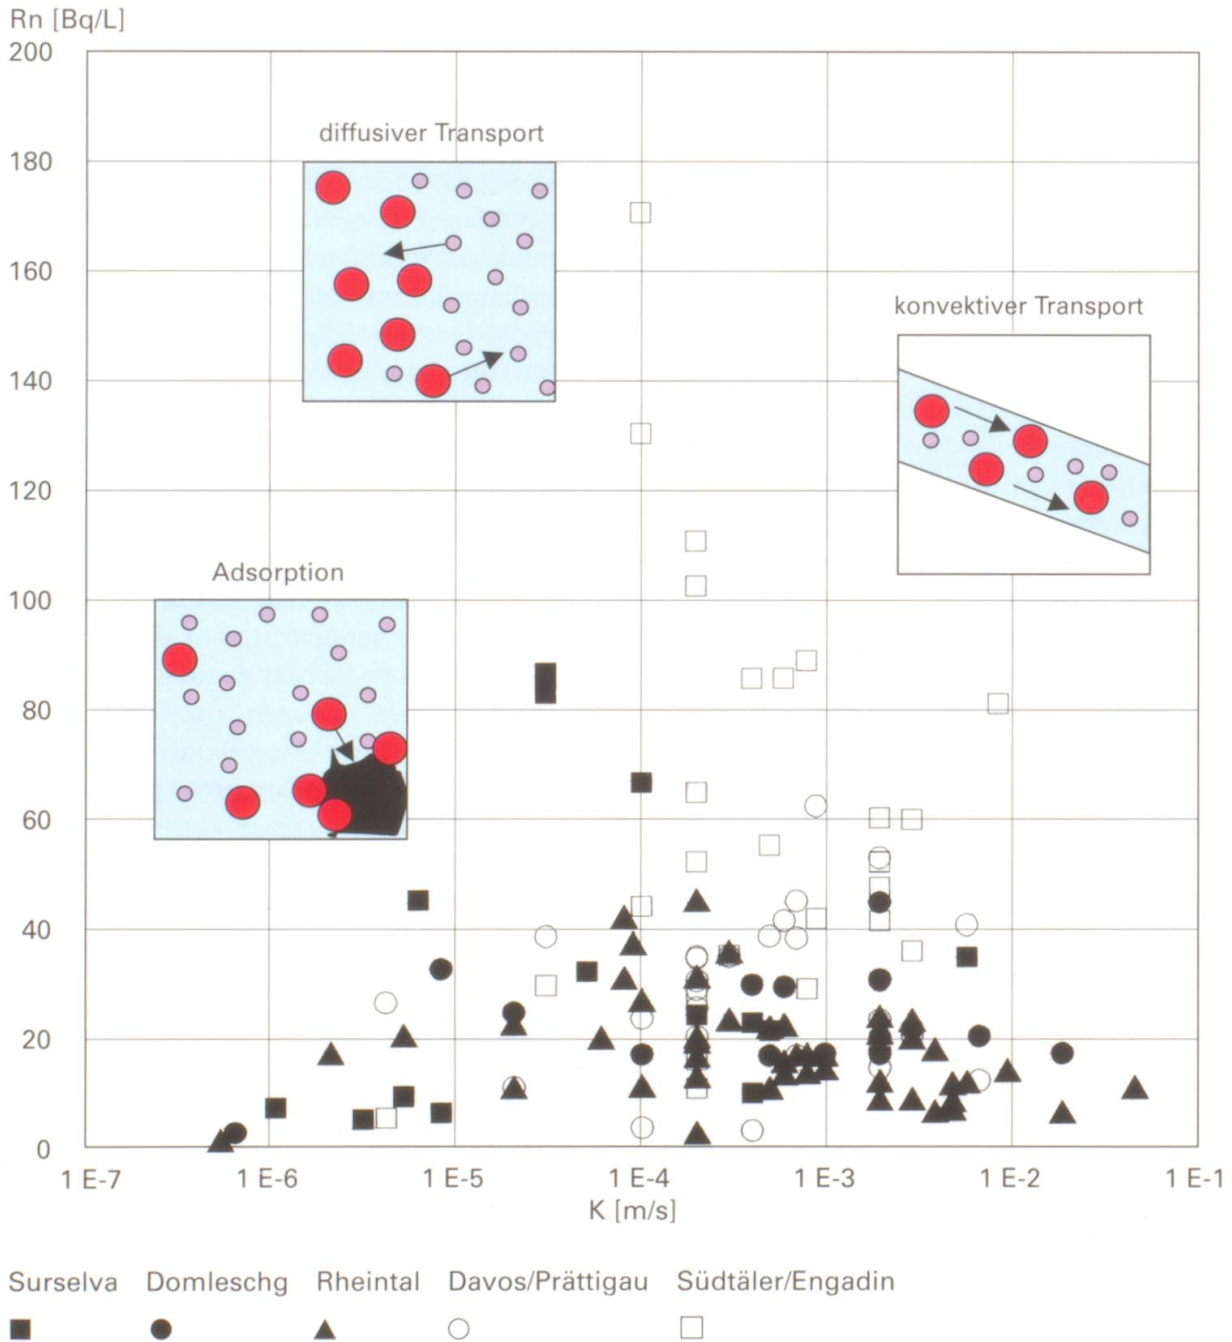 Rn [Bq/L]
200
180
160
140
120
100
80
60
40
20
0
diffusiver Transport
konvektiver Transport
Adsorption
1 E-7 1 E-6 1 E-5 1 E-4 1 E-3 1 E-2 1 E-1
K [m/s]
Surselva Domleschg Rheintal Davos/Prättigau Südtäler/Engadin